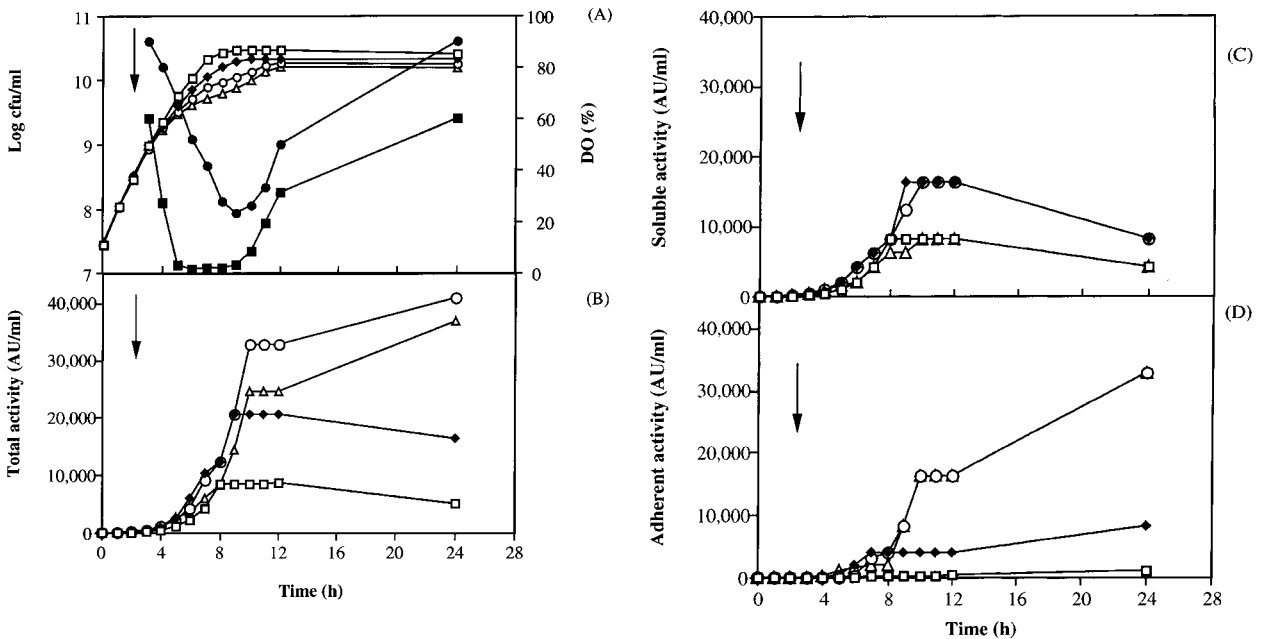 (A)
Log cfu/ml
11
10
9
8
7
100
80
60
40
20
0
DO (%)
(B)
Total activity (AU/ml)
40,000
30,000
20,000
10,000
0
0 4 8 12 16 20 24 28
Time (h)
(C)
Soluble activity (AU/ml)
40,000
30,000
20,000
10,000
0
(D)
Adherent activity (AU/ml)
40,000
30,000
20,000
10,000
0
0 4 8 12 16 20 24 28
Time (h)